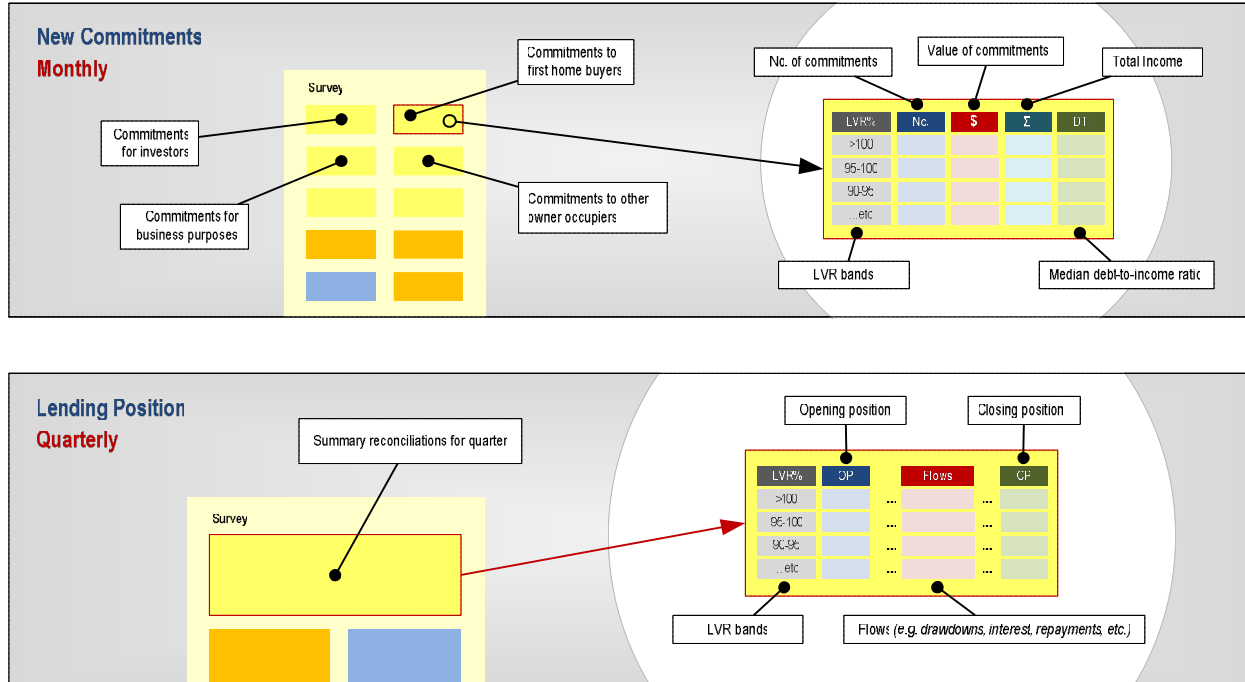 New Commitments
Monthly
Survey
Commitments to
first home buyers
Commitments
for investors
Commitments for
business purposes
Commitments to other
owner occupiers
No. of commitments
Value of commitments
Total Income
LVR% No. $ Σ DTI
>100
95-100
90-95
...etc
LVR bands
Median debt-to-income ratio
Lending Position
Quarterly
Summary reconciliations for quarter
Survey
Opening position
Closing position
LVR% OP Flows CP
>100 ... ...
95-100 ... ...
90-95 ... ...
...etc ... ...
LVR bands
Flows (e.g. drawdowns, interest, repayments, etc.)